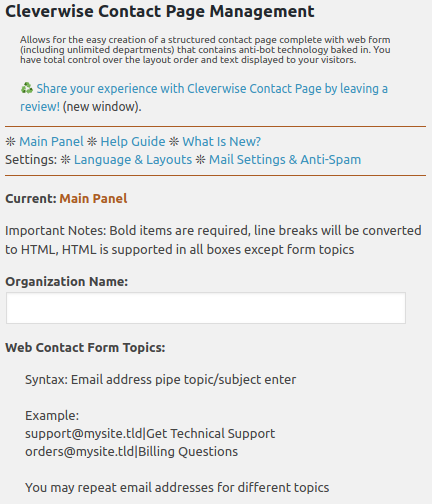 Cleverwise Contact Page Management
Allows for the easy creation of a structured contact page complete with web form
(including unlimited departments) that contains anti-bot technology baked in. You
have total control over the layout order and text displayed to your visitors.
♻ Share your experience with Cleverwise Contact Page by leaving a
review! (new window).
❊ Main Panel ❊ Help Guide ❊ What Is New?
Settings: ❊ Language & Layouts ❊ Mail Settings & Anti-Spam
Current: Main Panel
Important Notes: Bold items are required, line breaks will be converted
to HTML, HTML is supported in all boxes except form topics
Organization Name:
Web Contact Form Topics:
Syntax: Email address pipe topic/subject enter
Example:
support@mysite.tld|Get Technical Support
orders@mysite.tld|Billing Questions
You may repeat email addresses for different topics